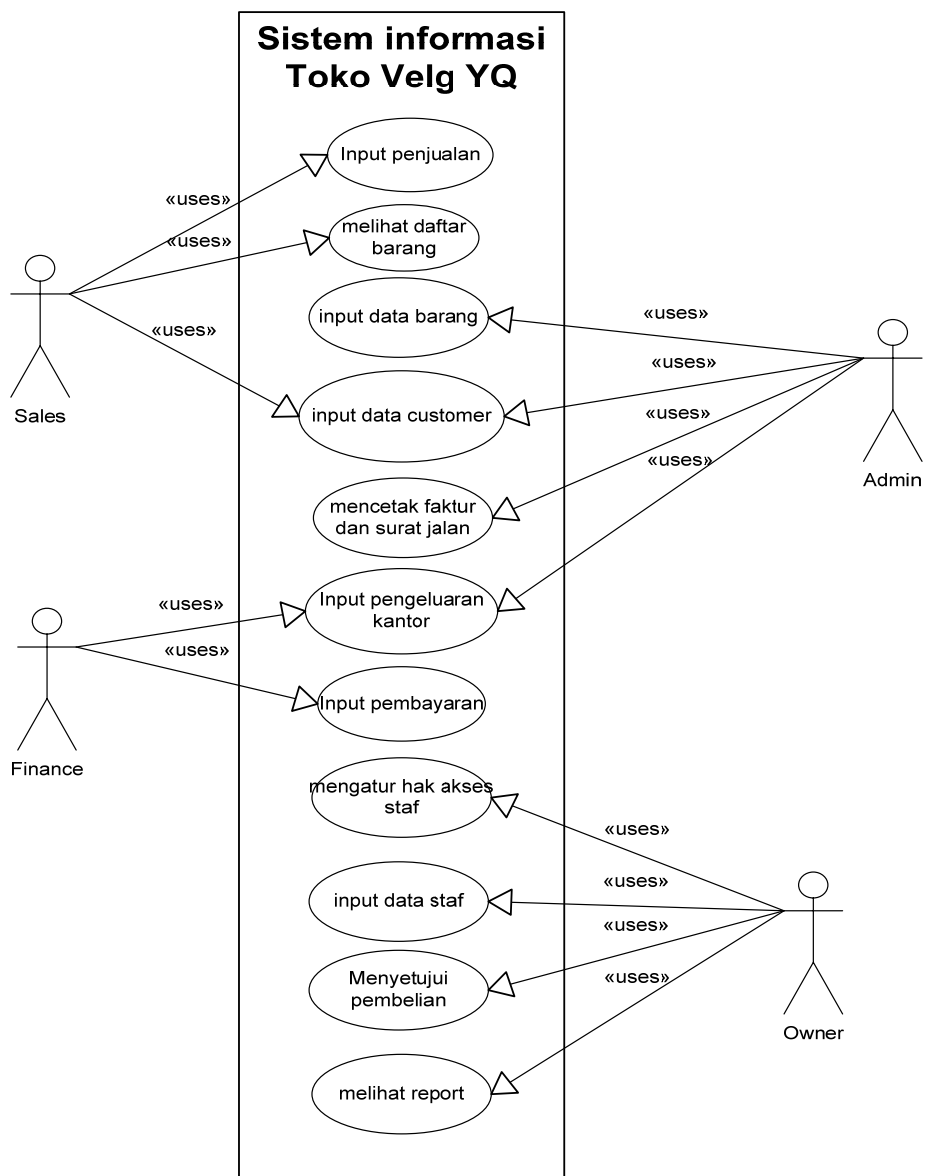 Sistem informasi
Toko Velg YQ
Input penjualan
«uses»
melihat daftar
barang
«uses»
input data barang
«uses»
«uses»
input data customer
«uses»
Sales
«uses»
«uses»
Admin
mencetak faktur
dan surat jalan
Input pengeluaran
kantor
«uses»
«uses»
Input pembayaran
Finance
mengatur hak akses
staf
«uses»
input data staf
«uses»
«uses»
Menyetujui
pembelian
«uses»
Owner
melihat report